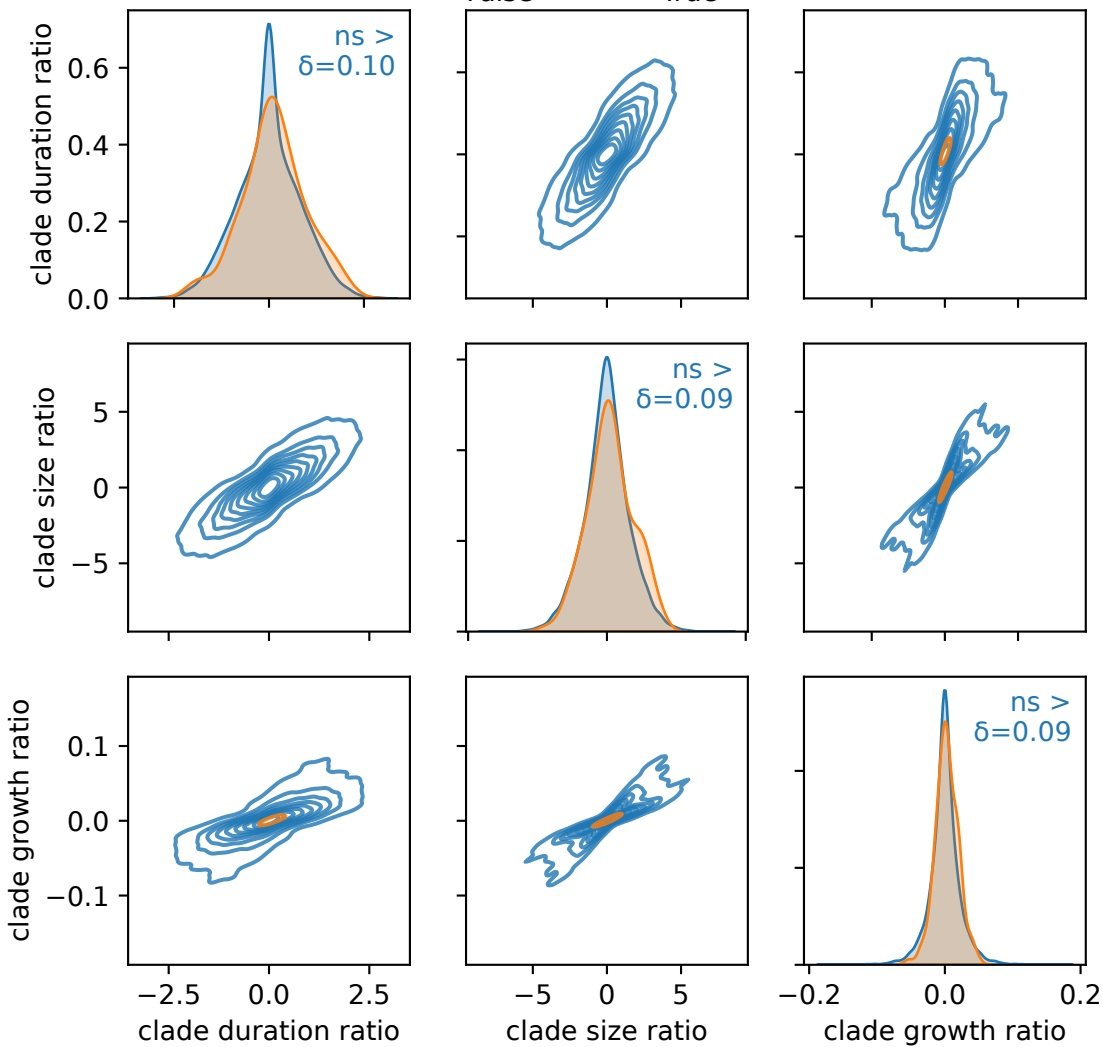 clade duration ratio
0.6
0.4
0.2
0.0
ns >
δ=0.10
clade size ratio
5
0
−5
ns >
δ=0.09
clade growth ratio
0.1
0.0
−0.1
ns >
δ=0.09
−2.5 0.0 2.5
−5 0 5
−0.2 0.0 0.2
clade duration ratio
clade size ratio
clade growth ratio